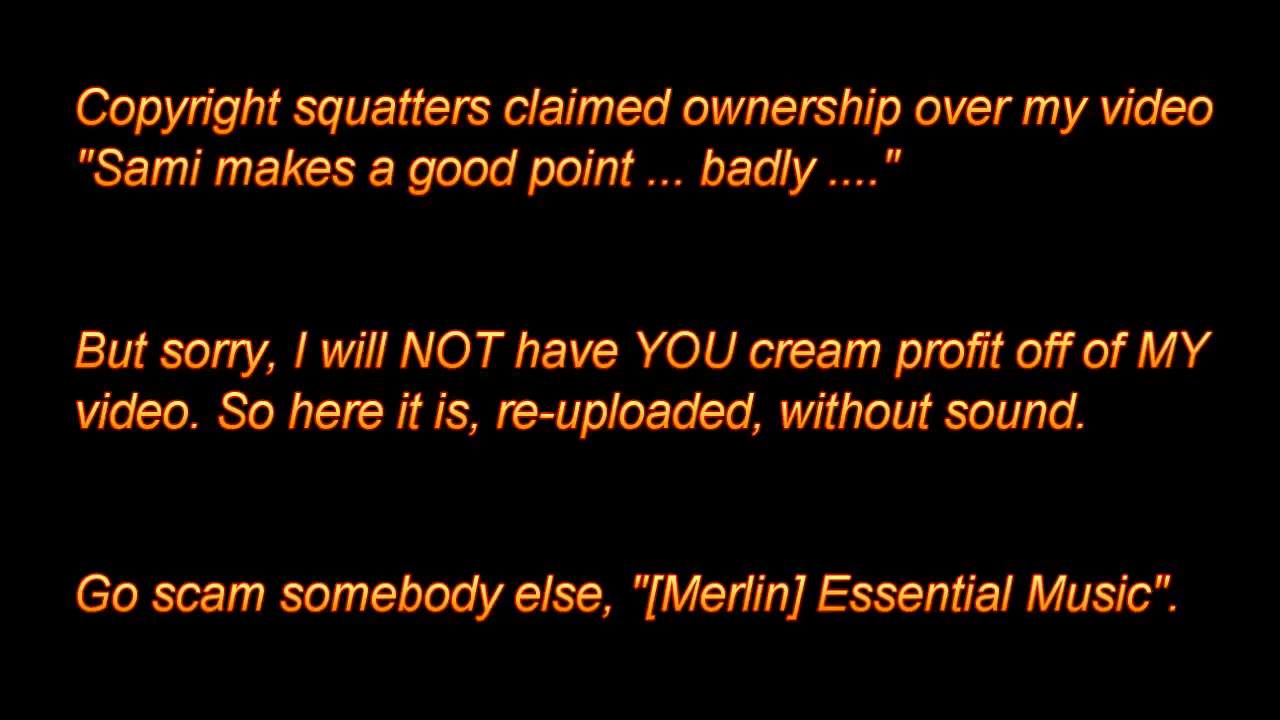 Copyright squatters claimed ownership over my video
"Sami makes a good point ... badly ...."
But sorry, I will NOT have YOU cream profit off of MY
video. So here it is, re-uploaded, without sound.
Go scam somebody else, "[Merlin] Essential Music".